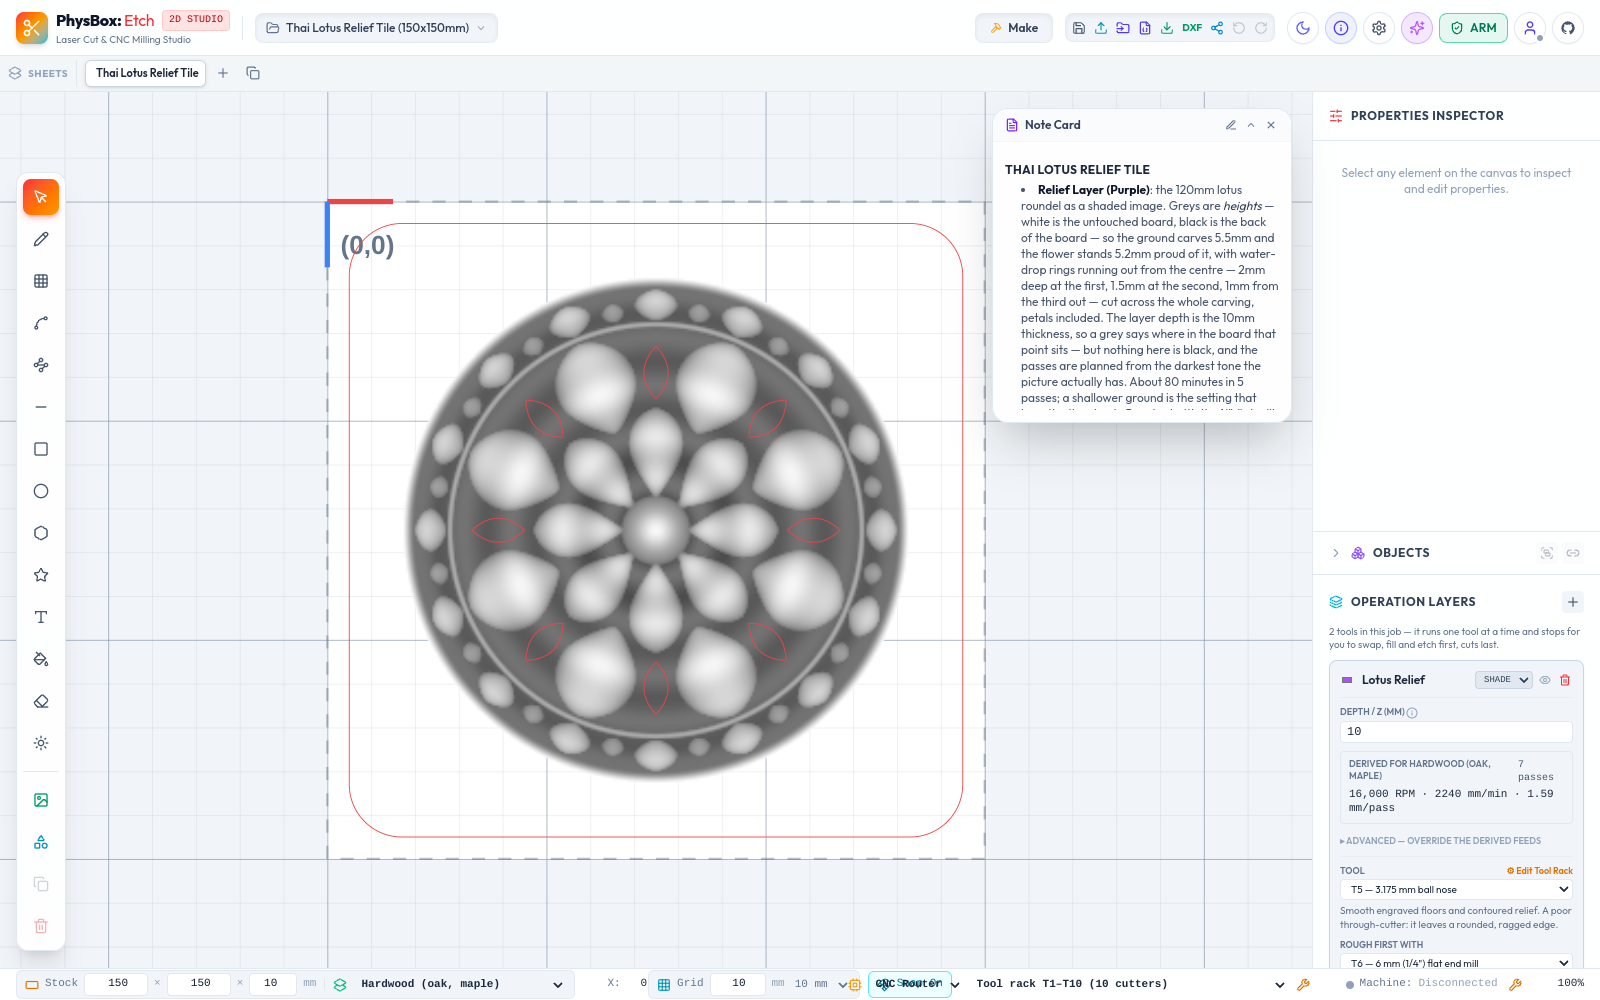 PhysBox: Etch
2D STUDIO
Laser Cut & CNC Milling Studio
Thai Lotus Relief Tile (150x150mm)
Make
DXF
ARM
SHEETS
Thai Lotus Relief Tile
(0,0)
Note Card
THAI LOTUS RELIEF TILE
• Relief Layer (Purple): the 120mm lotus
roundel as a shaded image. Greys are heights —
white is the untouched board, black is the back
of the board — so the ground carves 5.5mm and
the flower stands 5.2mm proud of it, with water-
drop rings running out from the centre — 2mm
deep at the first, 1.5mm at the second, 1mm from
the third out — cut across the whole carving,
petals included. The layer depth is the 10mm
thickness, so a grey says where in the board that
point sits — but nothing here is black, and the
passes are planned from the darkest tone the
picture actually has. About 80 minutes in 5
passes; a shallower ground is the setting that
PROPERTIES INSPECTOR
Select any element on the canvas to inspect
and edit properties.
OBJECTS
OPERATION LAYERS
2 tools in this job — it runs one tool at a time and stops for
you to swap, fill and etch first, cuts last.
Lotus Relief
SHADE
DEPTH / Z (MM)
10
DERIVED FOR HARDWOOD (OAK,
MAPLE)
7
passes
16,000 RPM · 2240 mm/min · 1.59
mm/pass
▸ ADVANCED — OVERRIDE THE DERIVED FEEDS
TOOL
Edit Tool Rack
T5 — 3.175 mm ball nose
Smooth engraved floors and contoured relief. A poor
through-cutter: it leaves a rounded, ragged edge.
ROUGH FIRST WITH
T6 — 6 mm (1/4") flat end mill
Stock 150 × 150 × 10 mm
Hardwood (oak, maple)
X: 0
Grid 10 mm 10 mm
CNC Router
Tool rack T1–T10 (10 cutters)
Machine: Disconnected
100%